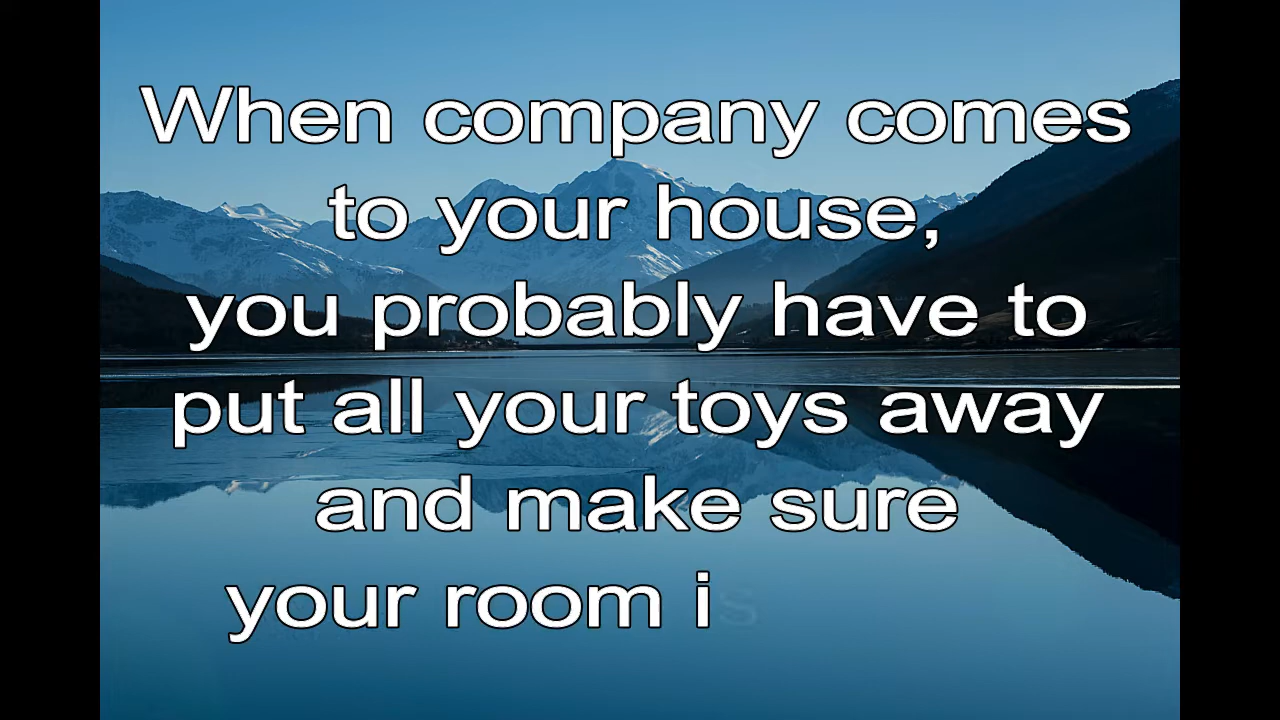 When company comes
to your house,
you probably have to
put all your toys away
and make sure
your room is